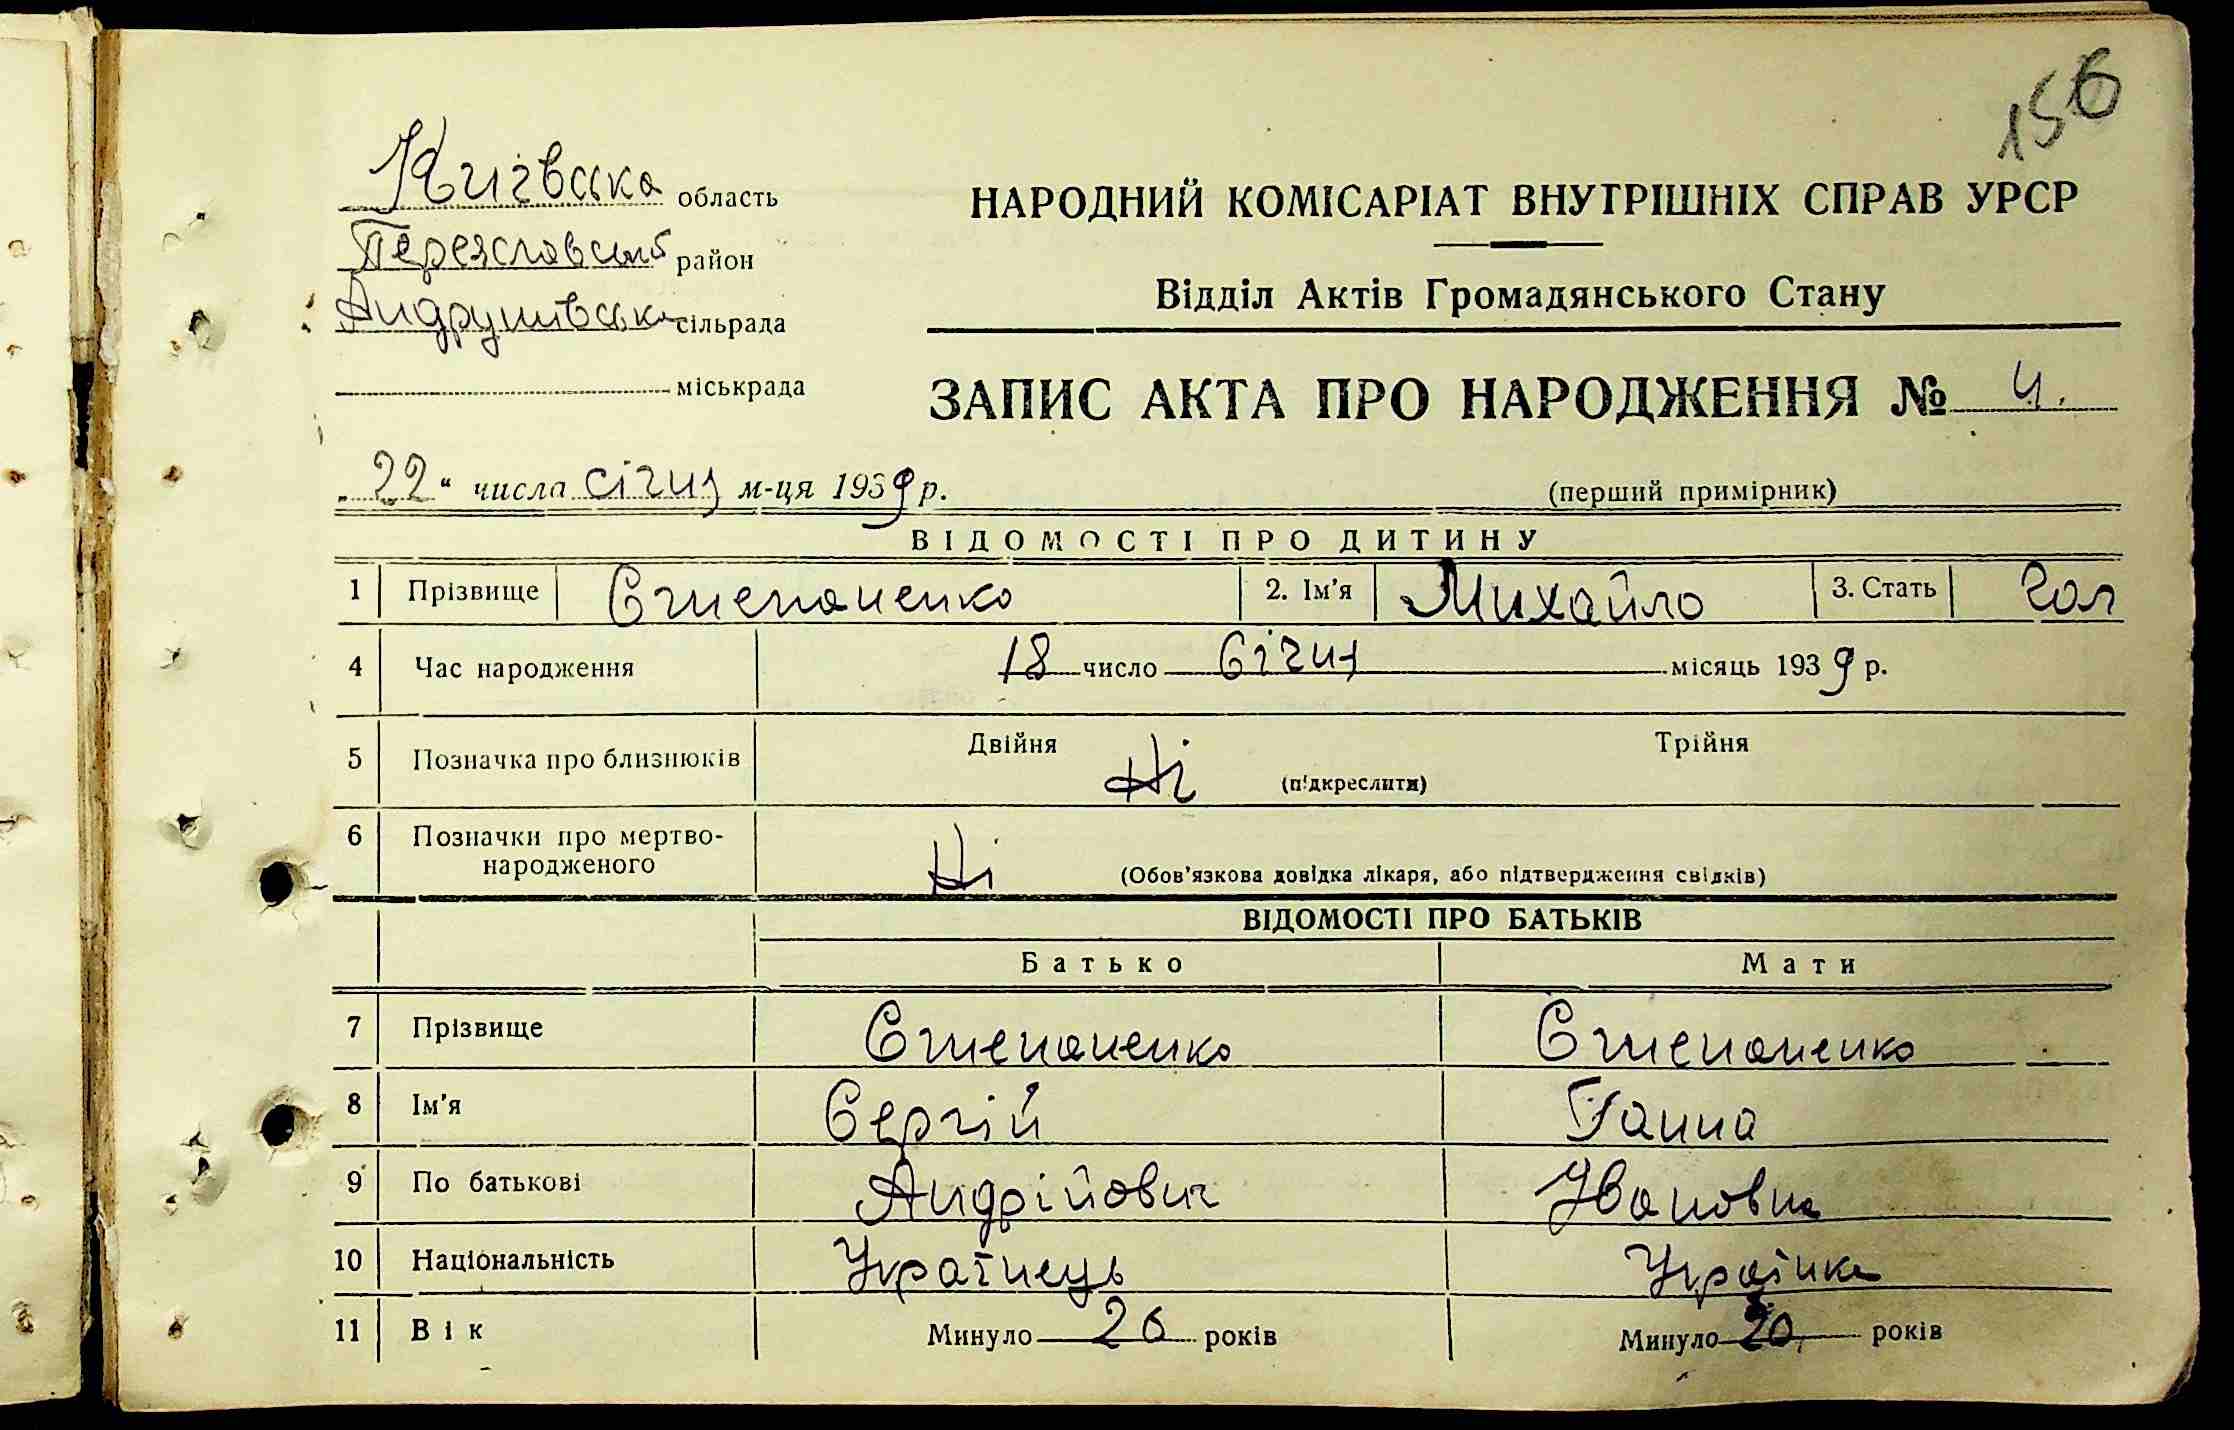 156
Київська область
Переяславський район
Андрушівська сільрада
міськрада
НАРОДНИЙ КОМІСАРІАТ ВНУТРІШНІХ СПРАВ УРСР
Відділ Актів Громадянського Стану
ЗАПИС АКТА ПРО НАРОДЖЕННЯ № 4.
„22“ числа січня м-ця 1939 р.
(перший примірник)
ВІДОМОСТІ ПРО ДИТИНУ
1 Прізвище Степаненко 2. Ім'я Михайло 3. Стать Чол
4 Час народження 18 число Січня місяць 1939 р.
5 Позначка про близнюків Двійня Ні (підкреслити) Трійня
6 Позначки про мертво-
народженого Ні (Обов'язкова довідка лікаря, або підтвердження свідків)
ВІДОМОСТІ ПРО БАТЬКІВ
Батько Мати
7 Прізвище Степаненко Степаненко
8 Ім'я Сергій Ганна
9 По батькові Андрійович Івановна
10 Національність Українець Українка
11 Вік Минуло 26 років Минуло 20 років